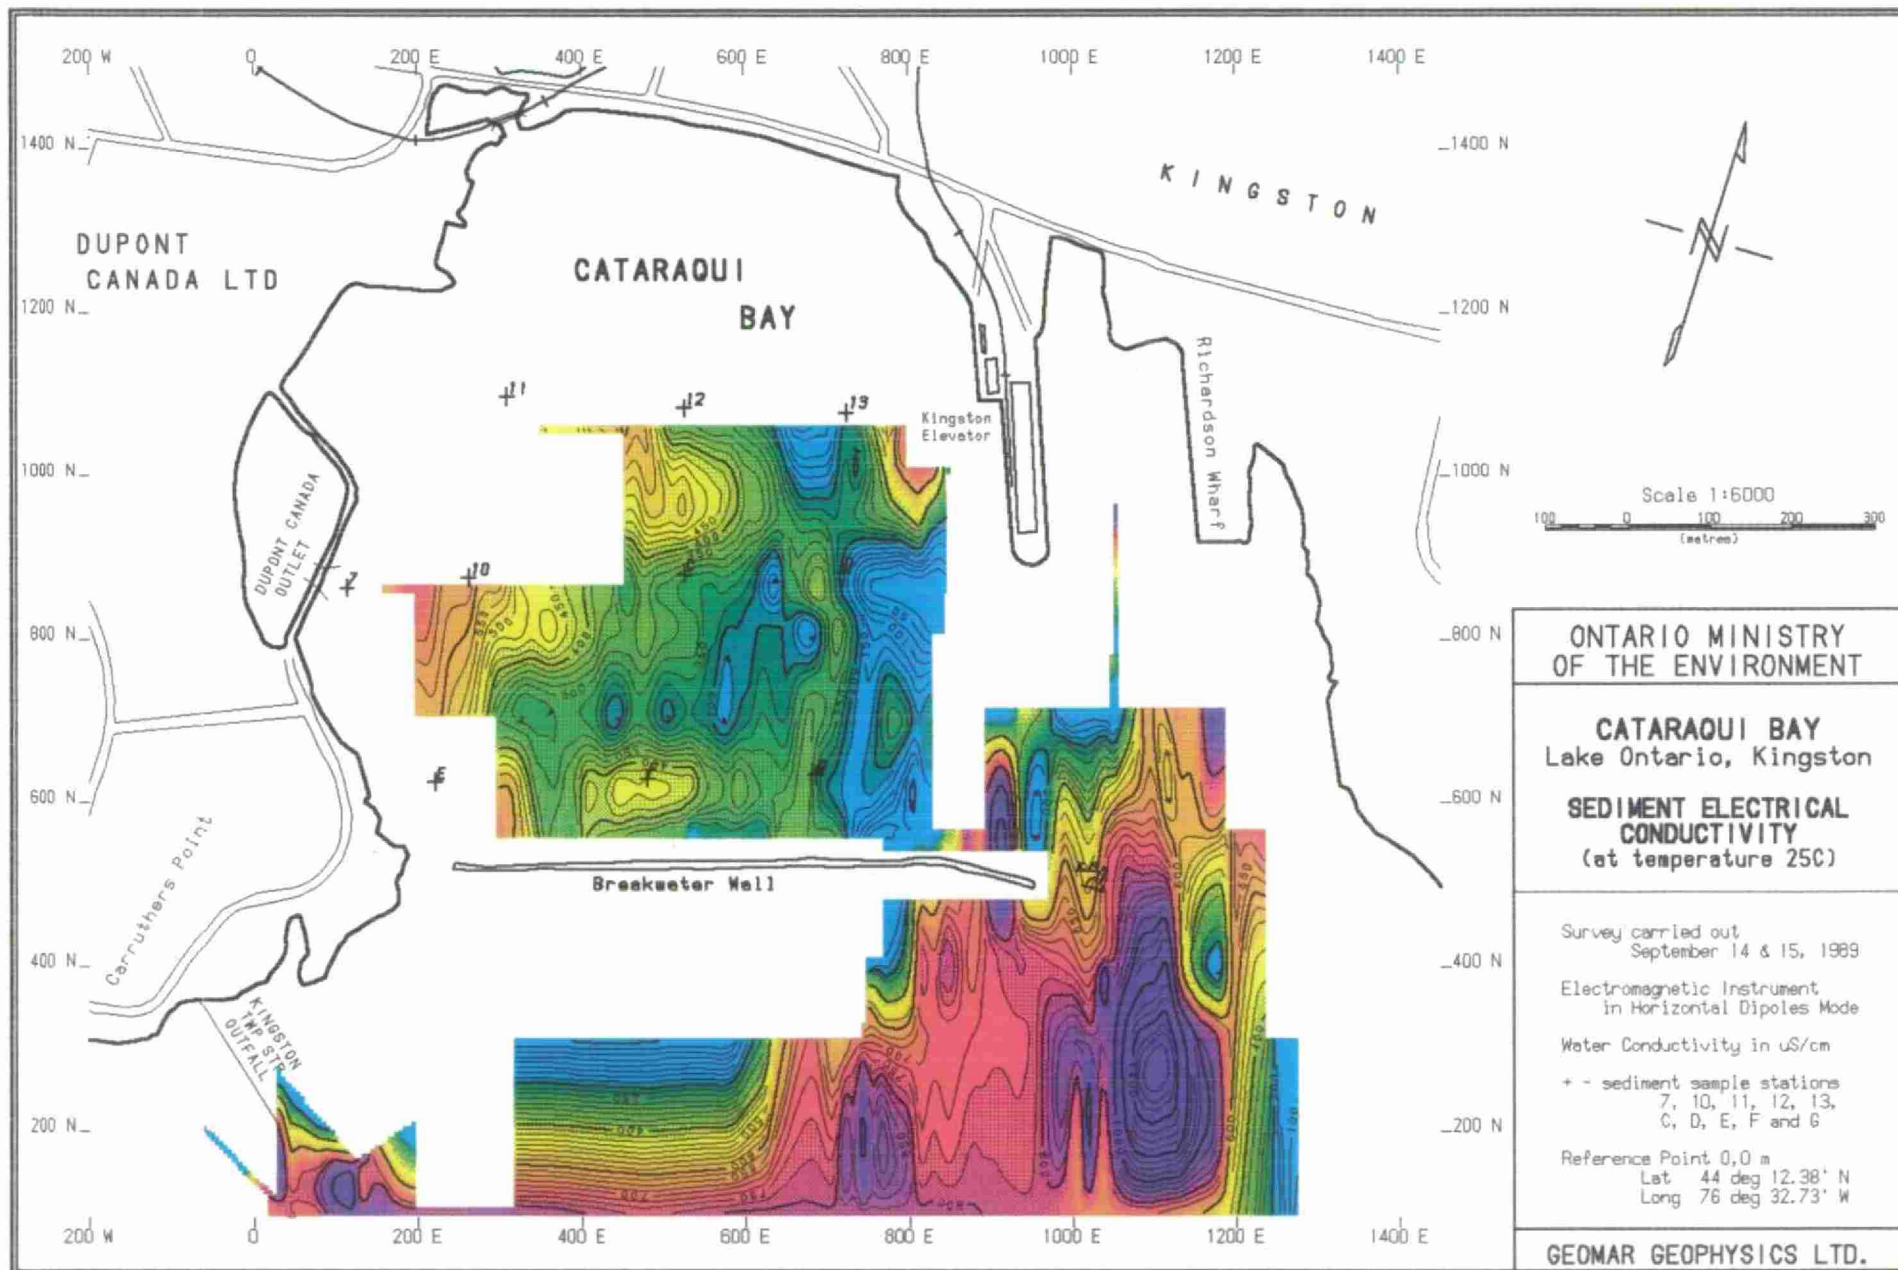 200 W 0 200 E 400 E 600 E 800 E 1000 E 1200 E 1400 E
1400 N
1400 N
KINGSTON
DUPONT
CANADA LTD
CATARAQUI
BAY
1200 N
1200 N
Richardson Wharf
11
12
13
Kingston
Elevator
1000 N
1000 N
DUPONT CANADA
OUTLET
Scale 1:6000
100 0 100 200 300
(metres)
7
10
800 N
800 N
E
600 N
600 N
Breakwater Wall
Carruthers Point
400 N
400 N
KINGSTON
TWP STP
OUTFALL
200 N
200 N
200 W 0 200 E 400 E 600 E 800 E 1000 E 1200 E 1400 E
ONTARIO MINISTRY
OF THE ENVIRONMENT
CATARAQUI BAY
Lake Ontario, Kingston
SEDIMENT ELECTRICAL
CONDUCTIVITY
(at temperature 25C)
Survey carried out
September 14 & 15, 1989
Electromagnetic Instrument
in Horizontal Dipoles Mode
Water Conductivity in uS/cm
+ - sediment sample stations
7, 10, 11, 12, 13,
C, D, E, F and G
Reference Point 0,0 m
Lat 44 deg 12.38' N
Long 76 deg 32.73' W
GEOMAR GEOPHYSICS LTD.